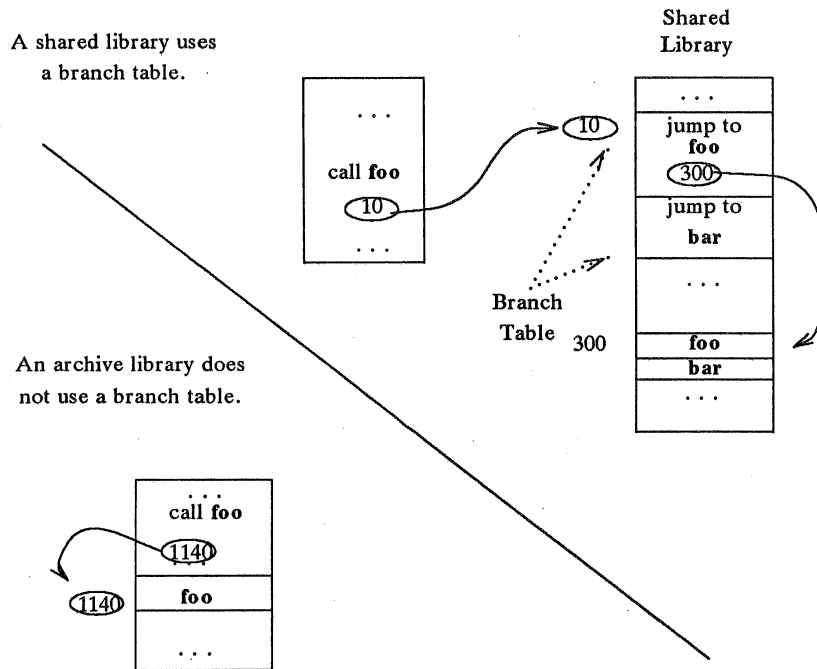 A shared library uses
a branch table.
Shared
Library
. . .
call foo
10
. . .
10
. . .
jump to
foo
300
jump to
bar
. . .
Branch
Table
300
foo
bar
. . .
An archive library does
not use a branch table.
. . .
call foo
1140
. . .
1140
foo
. . .